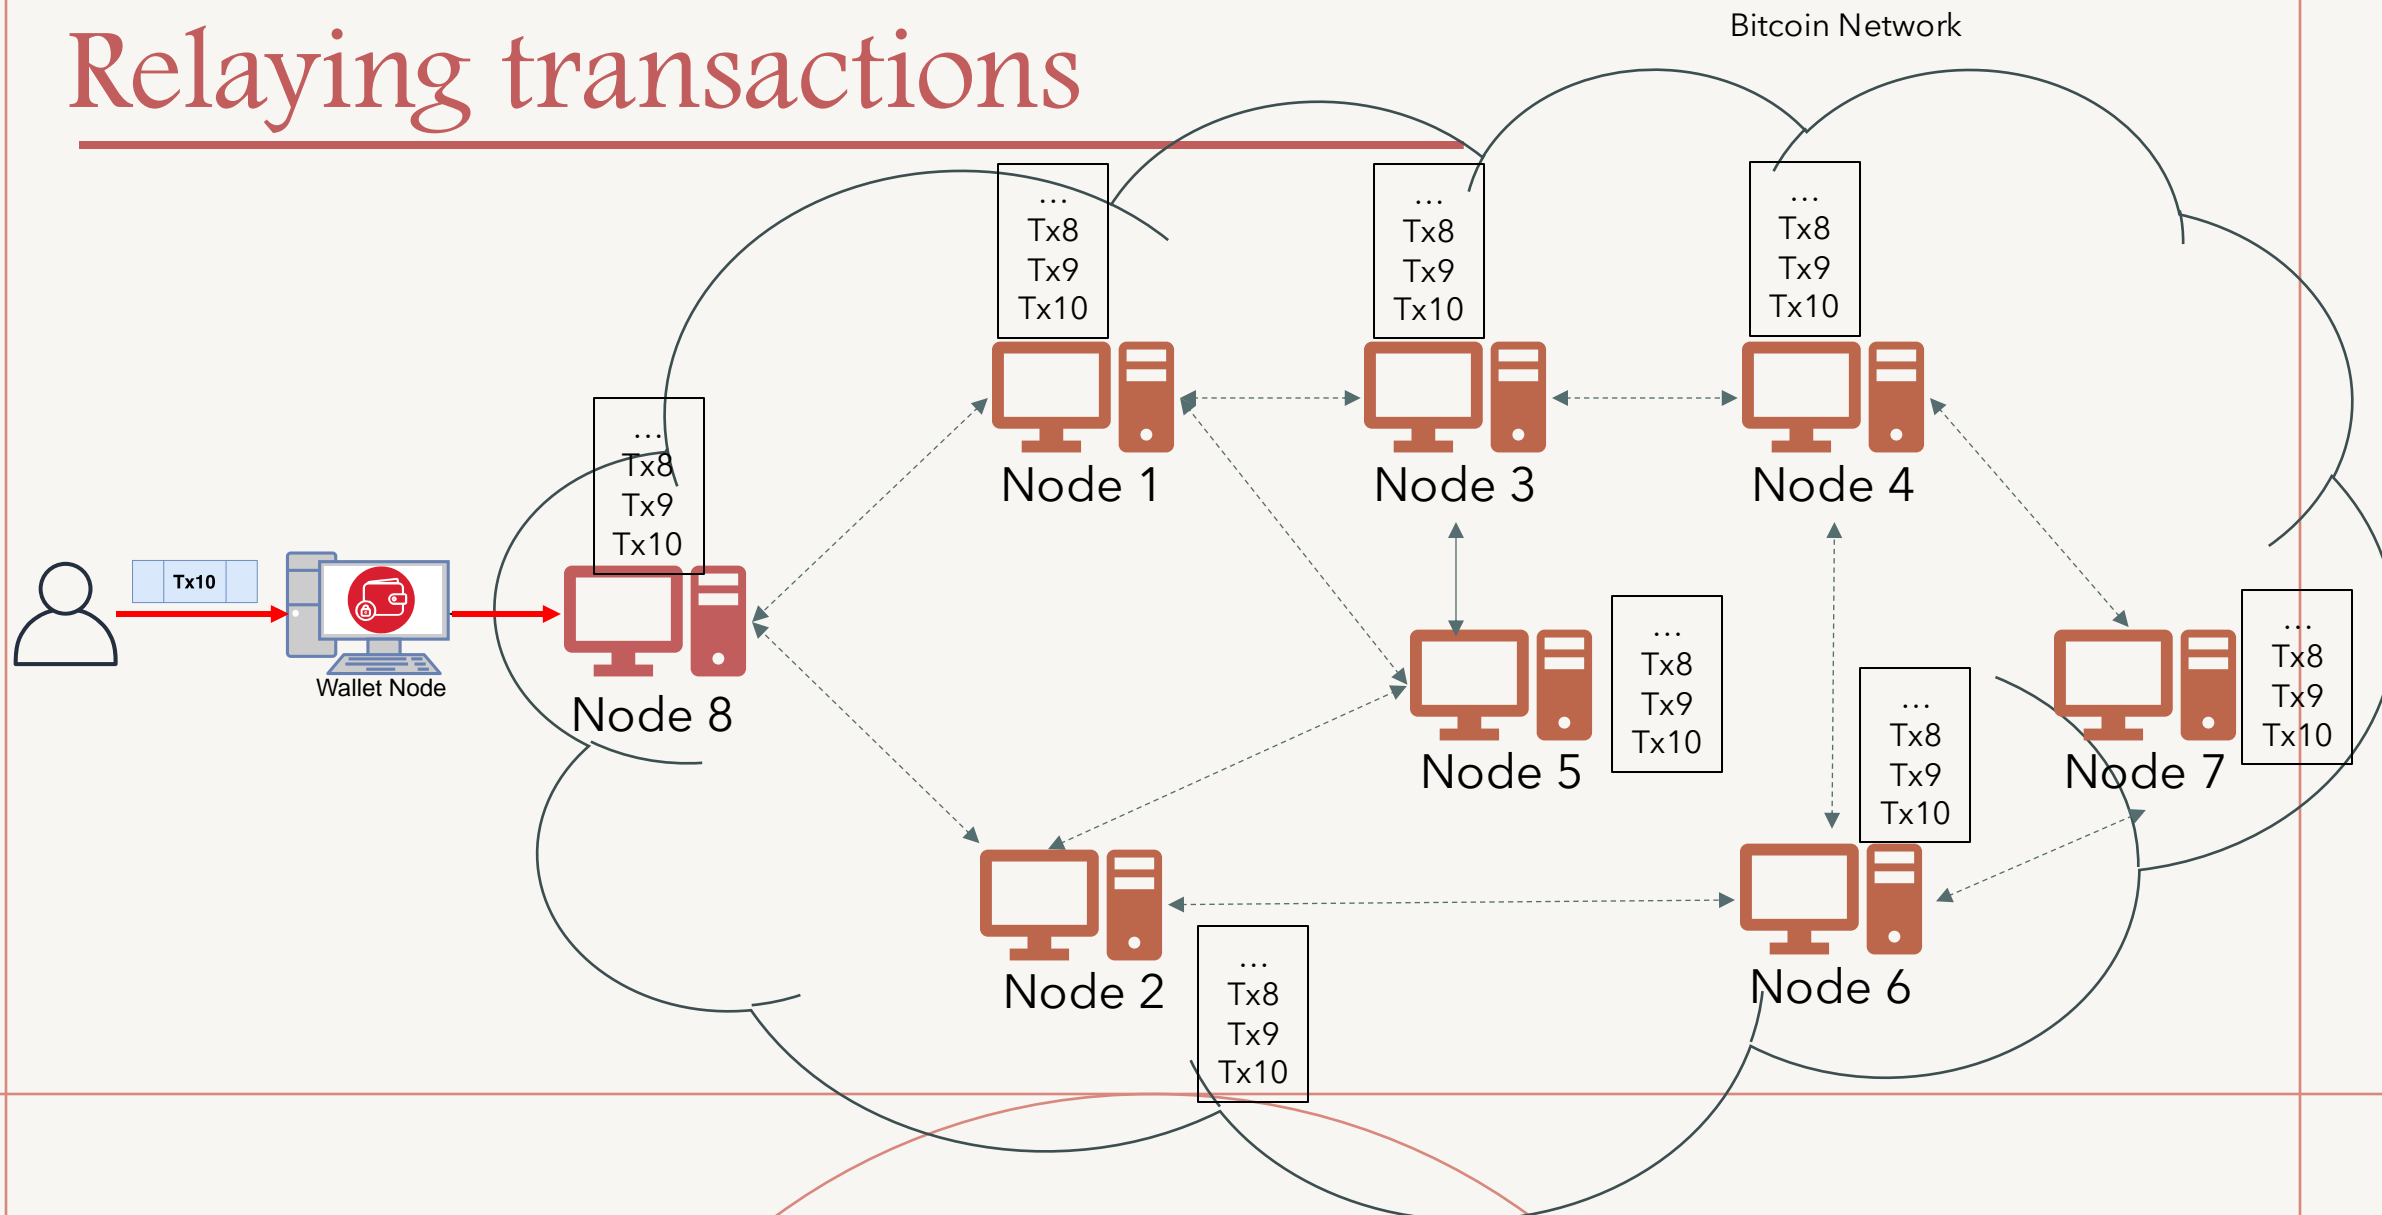 Relaying transactions
Bitcoin Network
…
Tx8
Tx9
Tx10
Node 1
…
Tx8
Tx9
Tx10
Node 3
…
Tx8
Tx9
Tx10
Node 4
…
Tx8
Tx9
Tx10
Node 8
Tx10
Wallet Node
…
Tx8
Tx9
Tx10
Node 5
…
Tx8
Tx9
Tx10
Node 7
…
Tx8
Tx9
Tx10
Node 6
Node 2
…
Tx8
Tx9
Tx10